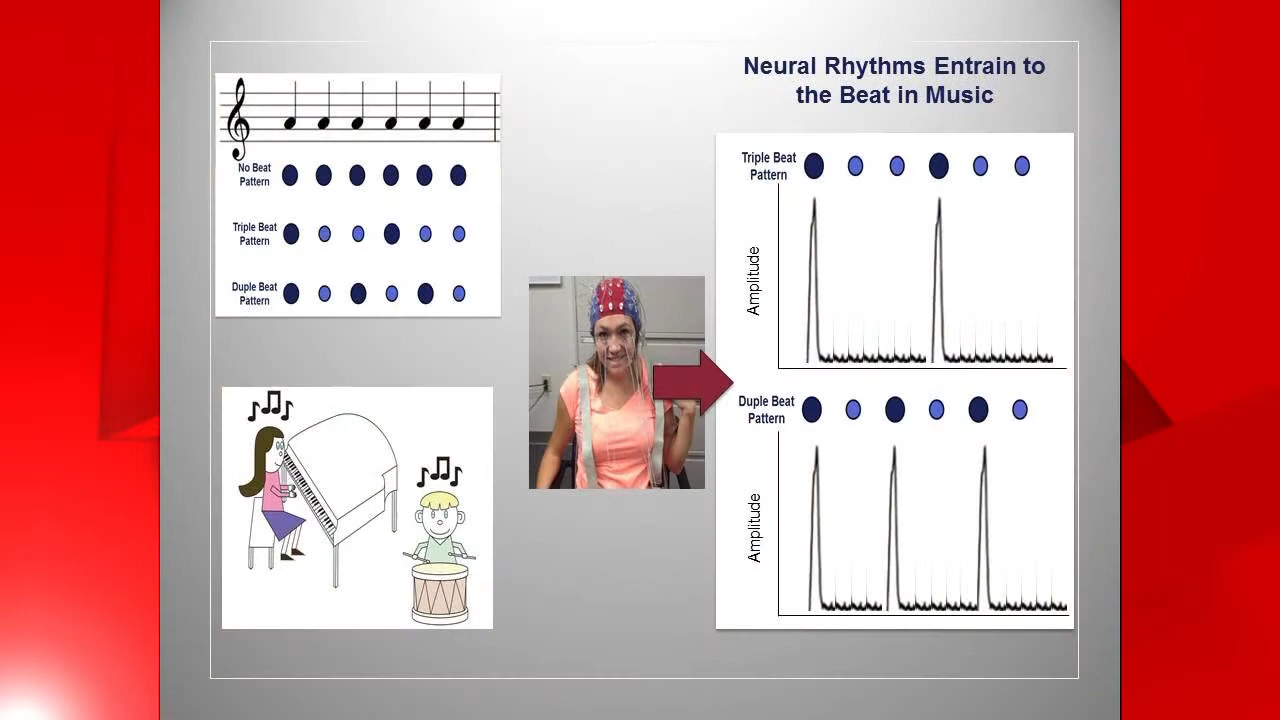 Neural Rhythms Entrain to
the Beat in Music
No Beat
Pattern
Triple Beat
Pattern
Duple Beat
Pattern
Triple Beat
Pattern
Amplitude
Duple Beat
Pattern
Amplitude